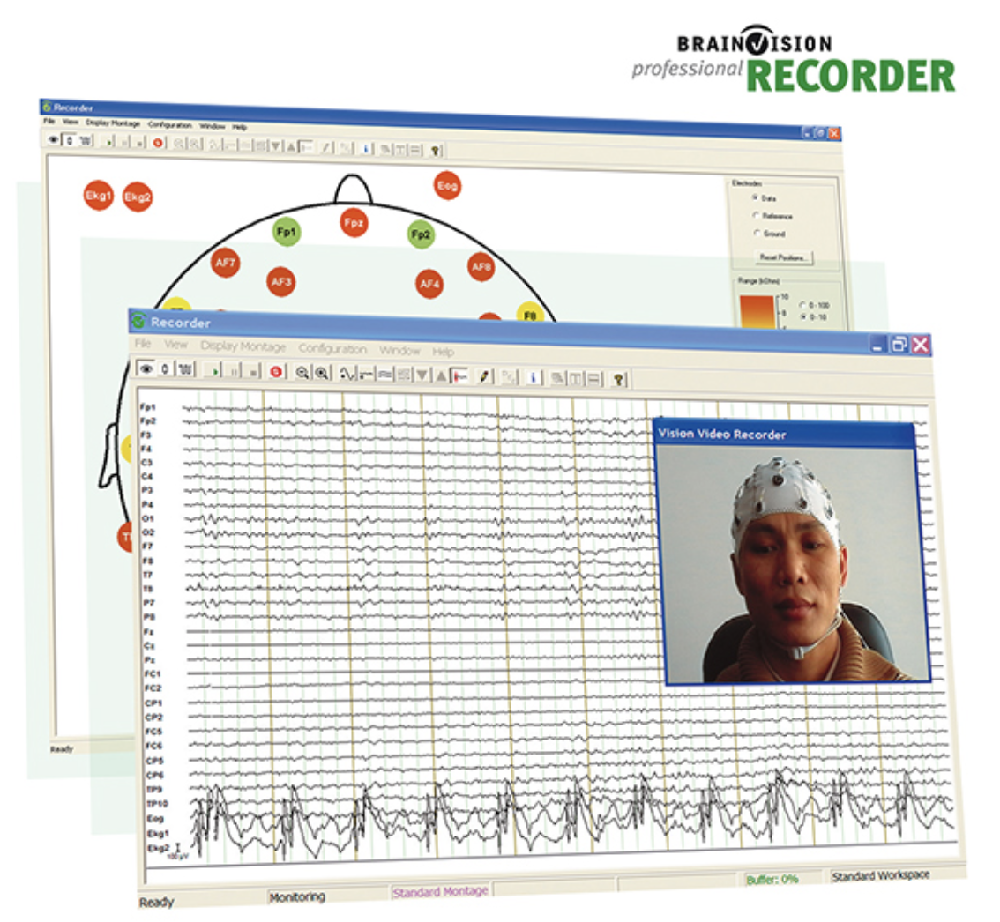 BRAINVISION
professional RECORDER
Recorder
File View Display Montage Configuration Window Help
Ekg1 Ekg2 Eog
Fp1 Fpz Fp2
AF7 AF3 AF4 AF8
F8
Electrodes
Data
Reference
Ground
Reset Positions...
Range [kOhm]
10
0 - 100
8
0 - 10
Ready
Recorder
File View Display Montage Configuration Window Help
Fp1
Fp2
F3
F4
C3
C4
P3
P4
O1
O2
F7
F8
T7
T8
P7
P8
Fz
Cz
Pz
FC1
FC2
CP1
CP2
FC5
FC6
CP5
CP6
TP9
TP10
Eog
Ekg1
Ekg2
100 µV
Vision Video Recorder
Ready Monitoring Standard Montage Buffer: 0% Standard Workspace